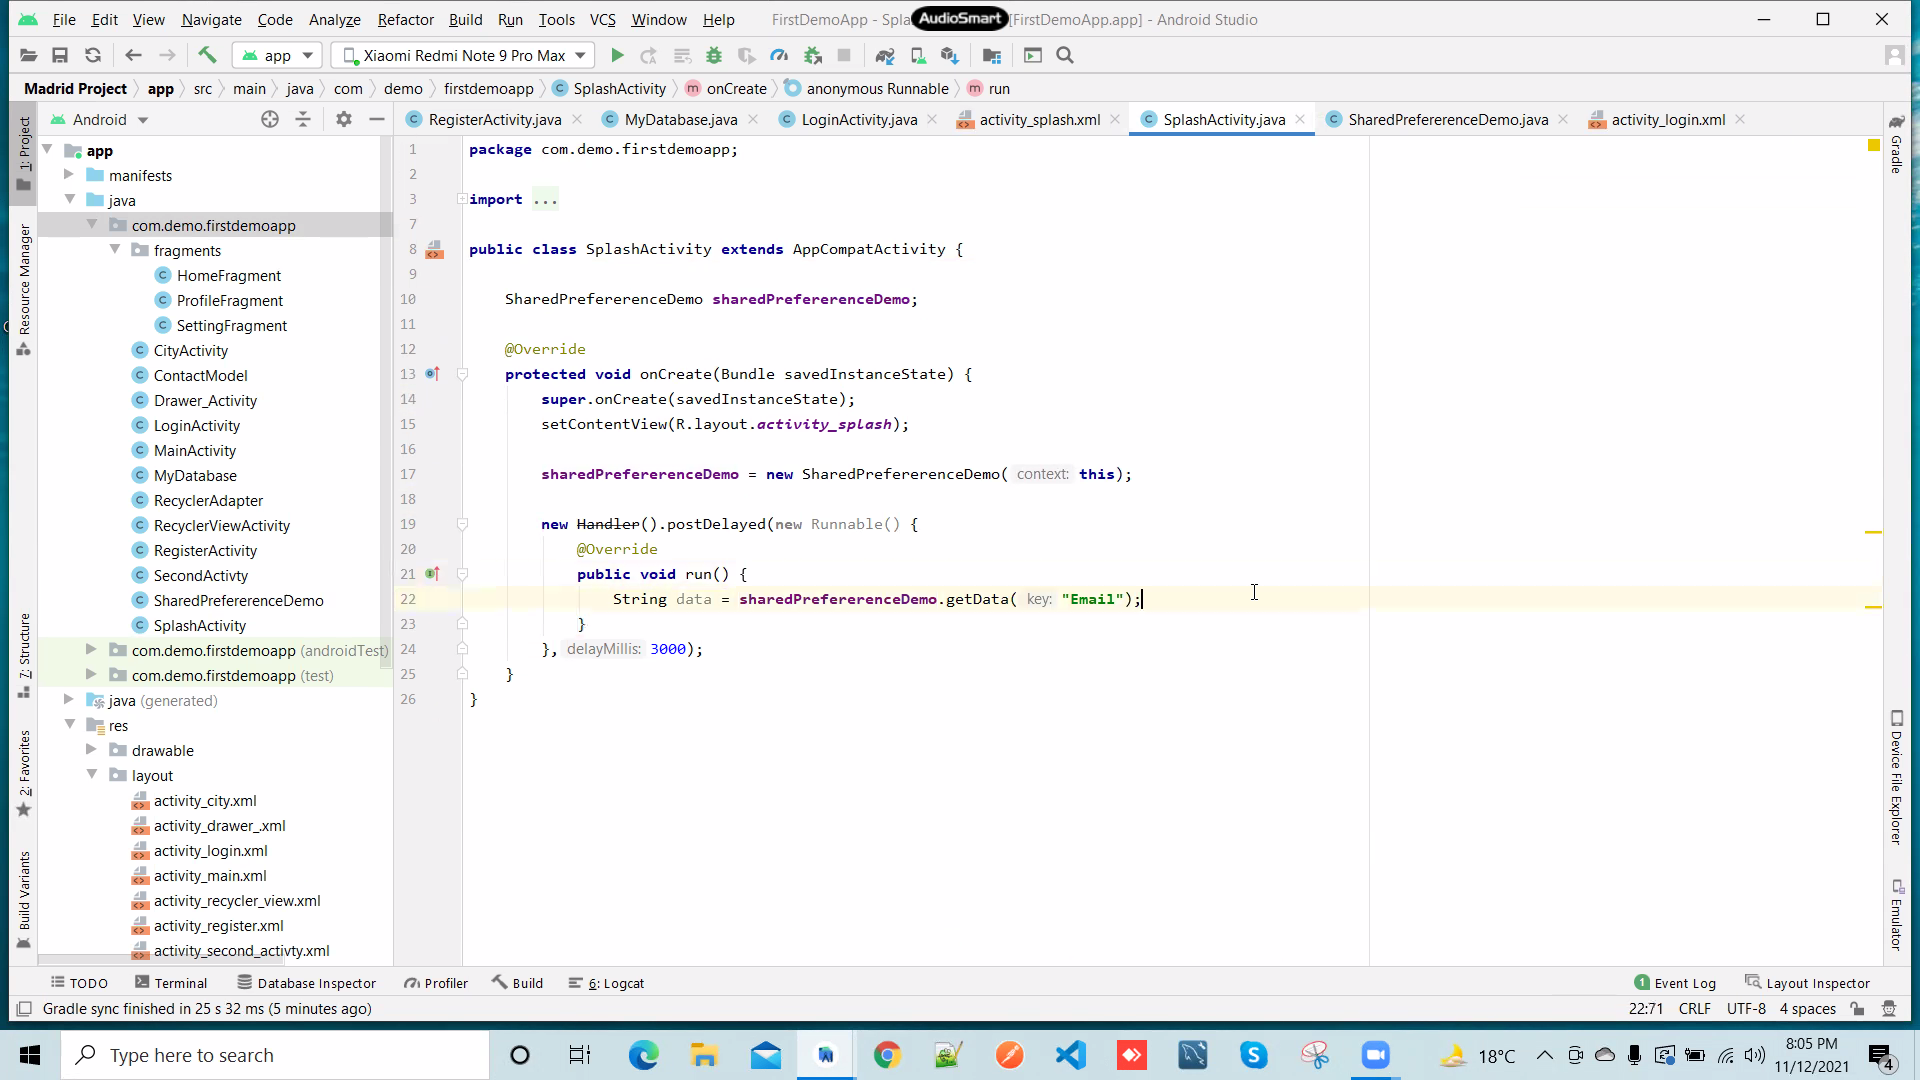 File Edit View Navigate Code Analyze Refactor Build Run Tools VCS Window Help FirstDemoApp - Spla AudioSmart [FirstDemoApp.app] - Android Studio
app Xiaomi Redmi Note 9 Pro Max
Madrid Project app src main java com demo firstdemoapp SplashActivity onCreate anonymous Runnable run
Android RegisterActivity.java MyDatabase.java LoginActivity.java activity_splash.xml SplashActivity.java SharedPrefererenceDemo.java activity_login.xml
1: Project
Resource Manager
7: Structure
2: Favorites
Build Variants
app
manifests
java
com.demo.firstdemoapp
fragments
HomeFragment
ProfileFragment
SettingFragment
CityActivity
ContactModel
Drawer_Activity
LoginActivity
MainActivity
MyDatabase
RecyclerAdapter
RecyclerViewActivity
RegisterActivity
SecondActivty
SharedPrefererenceDemo
SplashActivity
com.demo.firstdemoapp (androidTest)
com.demo.firstdemoapp (test)
java (generated)
res
drawable
layout
activity_city.xml
activity_drawer_.xml
activity_login.xml
activity_main.xml
activity_recycler_view.xml
activity_register.xml
activity_second_activty.xml
1 package com.demo.firstdemoapp;
2
3 import ...
7
8 public class SplashActivity extends AppCompatActivity {
9
10 SharedPrefererenceDemo sharedPrefererenceDemo;
11
12 @Override
13 protected void onCreate(Bundle savedInstanceState) {
14 super.onCreate(savedInstanceState);
15 setContentView(R.layout.activity_splash);
16
17 sharedPrefererenceDemo = new SharedPrefererenceDemo( context: this);
18
19 new Handler().postDelayed(new Runnable() {
20 @Override
21 public void run() {
22 String data = sharedPrefererenceDemo.getData( key: "Email");
23 }
24 }, delayMillis: 3000);
25 }
26 }
Gradle
Device File Explorer
Emulator
TODO Terminal Database Inspector Profiler Build 6: Logcat 1 Event Log Layout Inspector
Gradle sync finished in 25 s 32 ms (5 minutes ago) 22:71 CRLF UTF-8 4 spaces
Type here to search 18°C 8:05 PM
11/12/2021 4